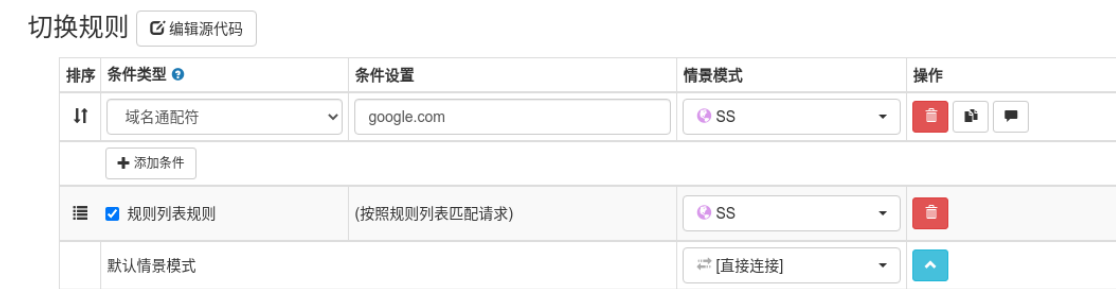 切换规则 编辑源代码
排序 条件类型 条件设置 情景模式 操作
域名通配符 google.com SS
添加条件
规则列表规则 (按照规则列表匹配请求) SS
默认情景模式 [直接连接]